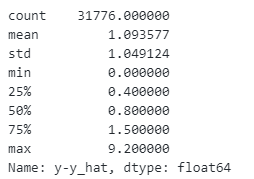 count 31776.000000
mean 1.093577
std 1.049124
min 0.000000
25% 0.400000
50% 0.800000
75% 1.500000
max 9.200000
Name: y-y_hat, dtype: float64